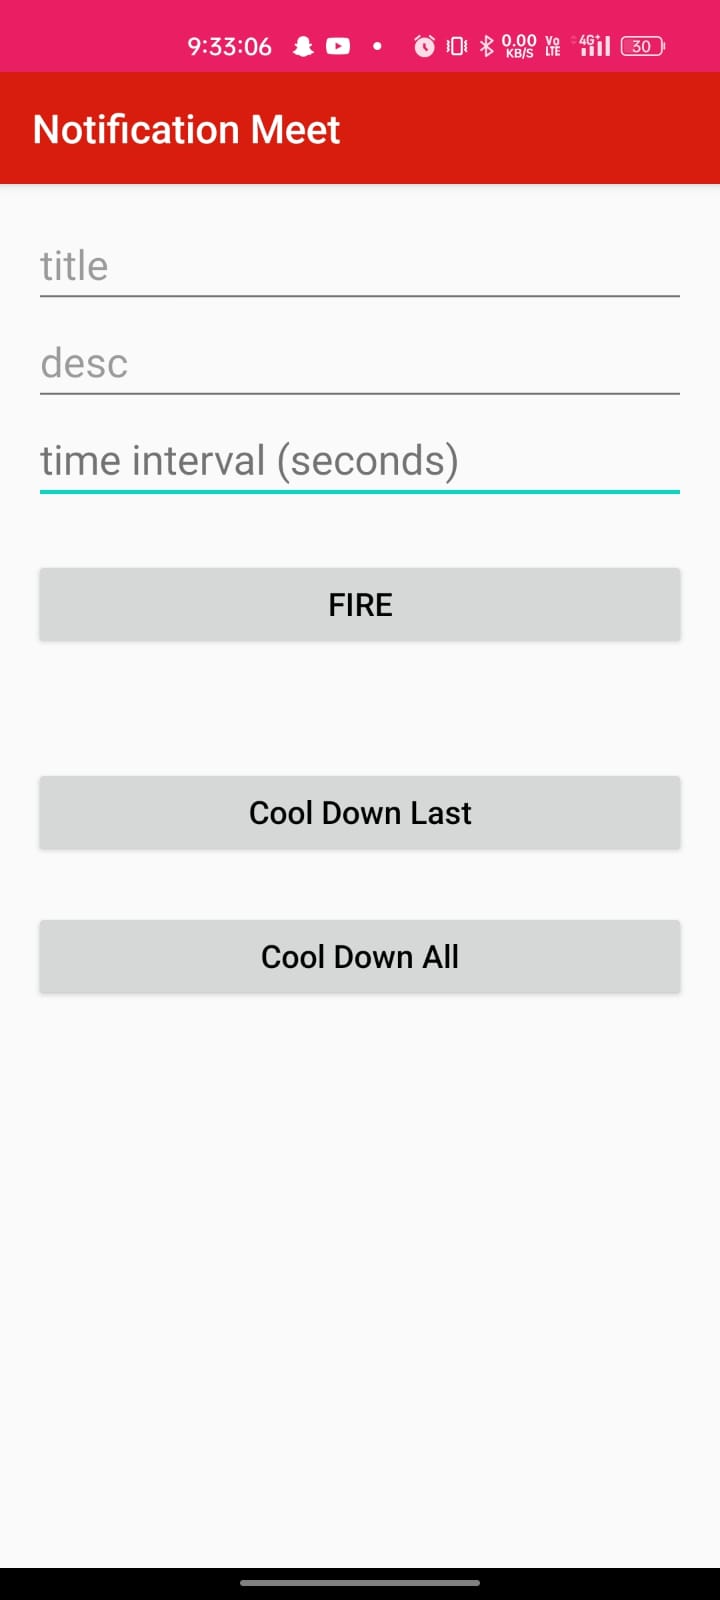 9:33:06 0.00 KB/S Vo LTE 4G+ 30
Notification Meet
title
desc
time interval (seconds)
FIRE
Cool Down Last
Cool Down All